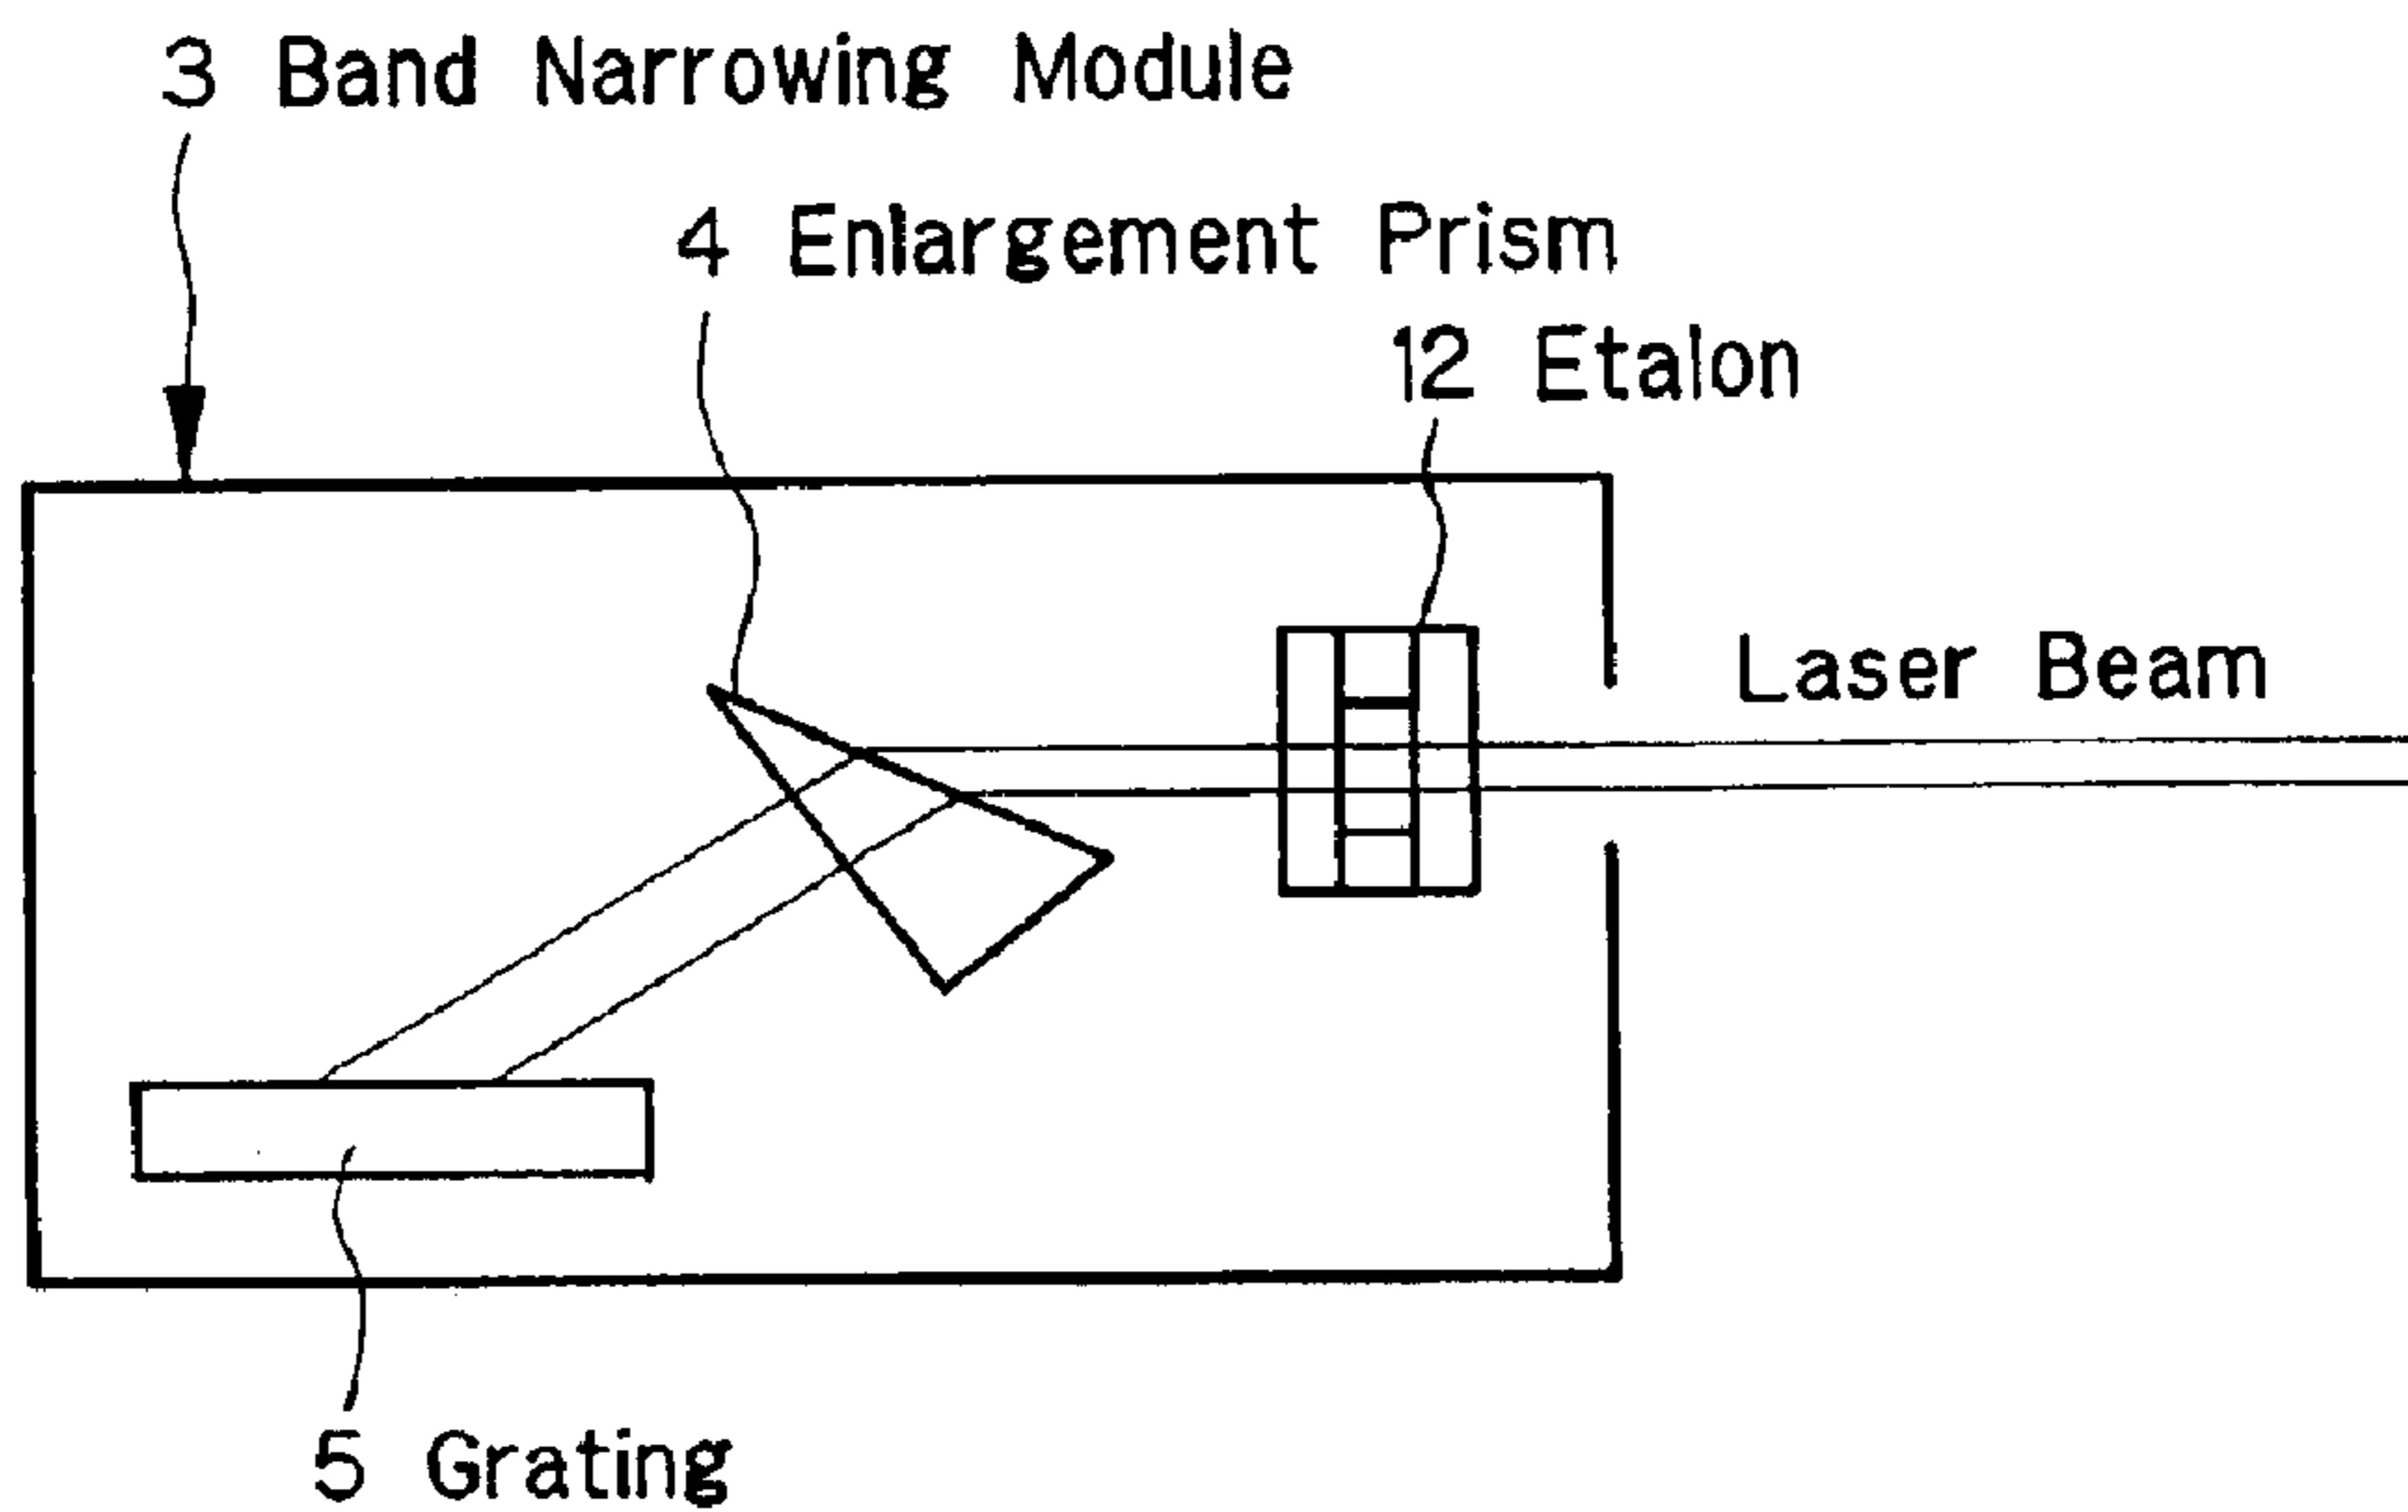 3 Band Narrowing Module
4 Enlargement Prism
12 Etalon
Laser Beam
5 Grating